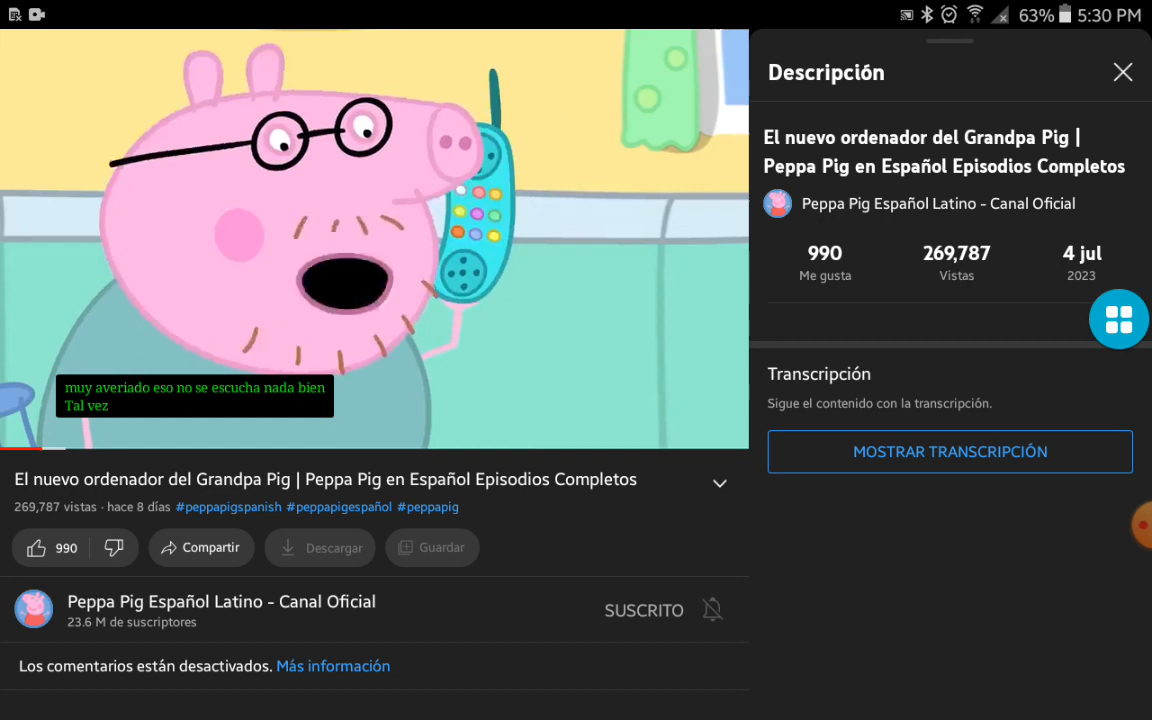 63% 5:30 PM
muy averiado eso no se escucha nada bien
Tal vez
El nuevo ordenador del Grandpa Pig | Peppa Pig en Español Episodios Completos
269,787 vistas · hace 8 días #peppapigspanish #peppapigespañol #peppapig
990 Compartir Descargar Guardar
Peppa Pig Español Latino - Canal Oficial
23.6 M de suscriptores
SUSCRITO
Los comentarios están desactivados. Más información
Descripción
El nuevo ordenador del Grandpa Pig |
Peppa Pig en Español Episodios Completos
Peppa Pig Español Latino - Canal Oficial
990 269,787 4 jul
Me gusta Vistas 2023
Transcripción
Sigue el contenido con la transcripción.
MOSTRAR TRANSCRIPCIÓN